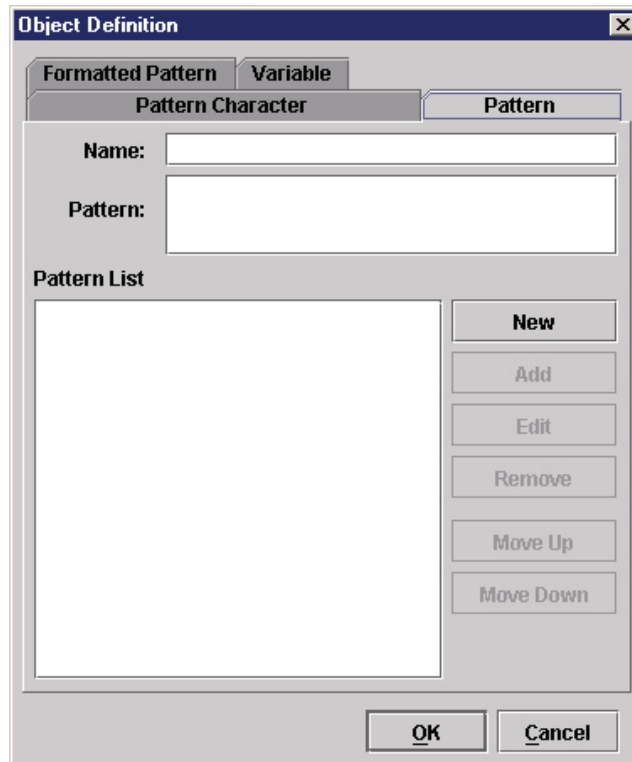 Object Definition
Formatted Pattern Variable
Pattern Character Pattern
Name:
Pattern:
Pattern List
New
Add
Edit
Remove
Move Up
Move Down
OK Cancel